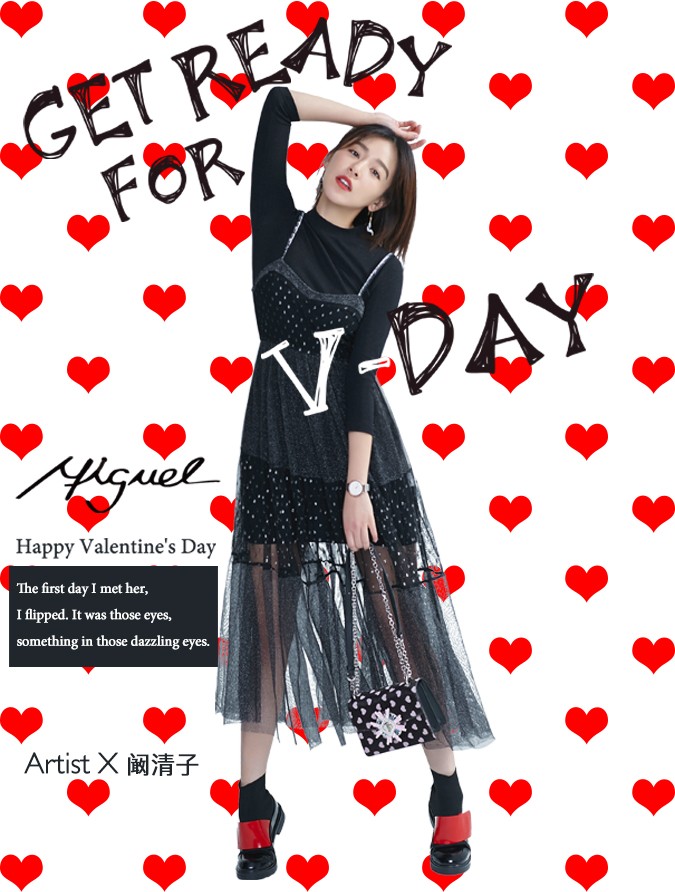 GET READY
FOR
V-DAY
Miguel
Happy Valentine's Day
The first day I met her,
I flipped. It was those eyes,
something in those dazzling eyes.
Artist X 阚清子